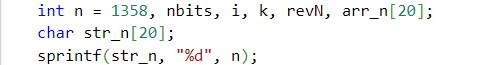 int n = 1358, nbits, i, k, revN, arr_n[20];
char str_n[20];
sprintf(str_n, "%d", n);